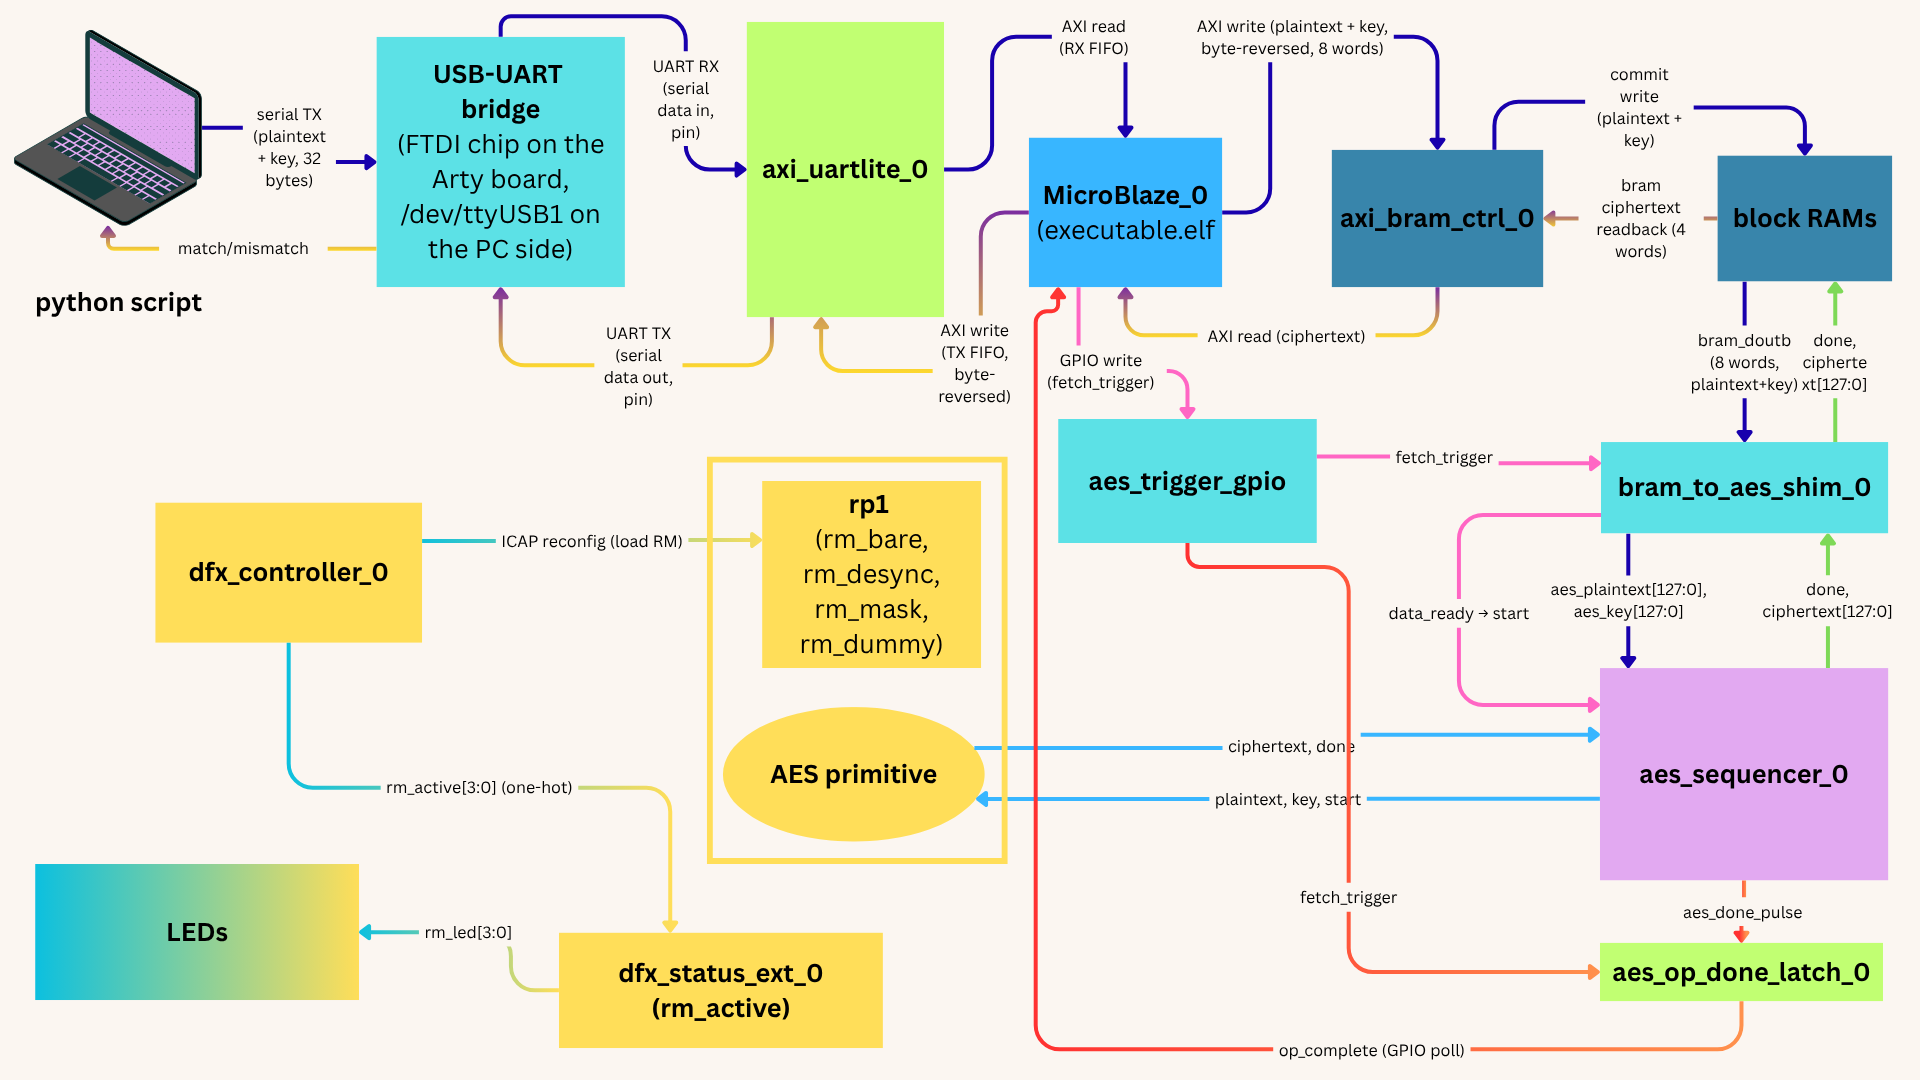 serial TX
(plaintext
+ key, 32
bytes)
match/mismatch
python script
USB-UART
bridge
(FTDI chip on the
Arty board,
/dev/ttyUSB1 on
the PC side)
UART RX
(serial
data in,
pin)
UART TX
(serial
data out,
pin)
axi_uartlite_0
AXI read
(RX FIFO)
AXI write
(TX FIFO,
byte-
reversed)
MicroBlaze_0
(executable.elf
AXI write (plaintext + key,
byte-reversed, 8 words)
AXI read (ciphertext)
axi_bram_ctrl_0
commit
write
(plaintext +
key)
bram
ciphertext
readback (4
words)
block RAMs
GPIO write
(fetch_trigger)
bram_doutb
(8 words,
plaintext+key)
done,
cipherte
xt[127:0]
aes_trigger_gpio
fetch_trigger
bram_to_aes_shim_0
dfx_controller_0
ICAP reconfig (load RM)
rp1
(rm_bare,
rm_desync,
rm_mask,
rm_dummy)
data_ready → start
aes_plaintext[127:0],
aes_key[127:0]
done,
ciphertext[127:0]
AES primitive
ciphertext, done
plaintext, key, start
aes_sequencer_0
rm_active[3:0] (one-hot)
fetch_trigger
aes_done_pulse
LEDs
rm_led[3:0]
dfx_status_ext_0
(rm_active)
aes_op_done_latch_0
op_complete (GPIO poll)